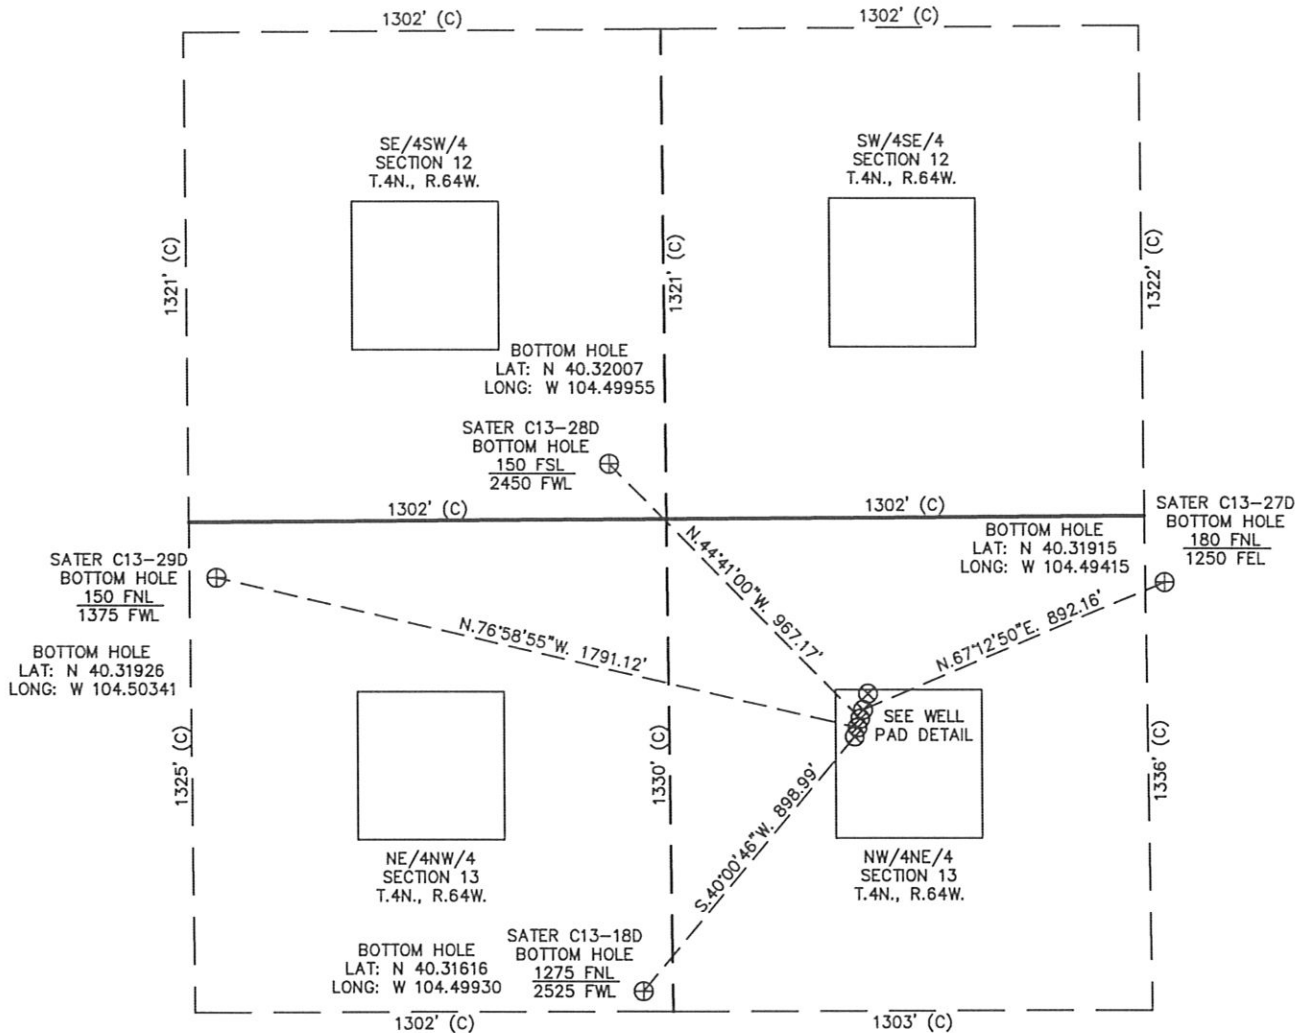 1302' (C)
1302' (C)
SE/4SW/4
SECTION 12
T.4N., R.64W.
SW/4SE/4
SECTION 12
T.4N., R.64W.
1321' (C)
1321' (C)
1322' (C)
BOTTOM HOLE
LAT: N 40.32007
LONG: W 104.49955
SATER C13-28D
BOTTOM HOLE
150 FSL
2450 FWL
1302' (C)
1302' (C)
SATER C13-27D
BOTTOM HOLE
180 FNL
1250 FEL
BOTTOM HOLE
LAT: N 40.31915
LONG: W 104.49415
SATER C13-29D
BOTTOM HOLE
150 FNL
1375 FWL
N.44°41'00"W. 967.17'
N.67°12'50"E. 892.16'
N.76°58'55"W. 1791.12'
BOTTOM HOLE
LAT: N 40.31926
LONG: W 104.50341
SEE WELL
PAD DETAIL
1325' (C)
1330' (C)
1336' (C)
S.40°00'46"W. 898.99'
NE/4NW/4
SECTION 13
T.4N., R.64W.
NW/4NE/4
SECTION 13
T.4N., R.64W.
BOTTOM HOLE
LAT: N 40.31616
LONG: W 104.49930
SATER C13-18D
BOTTOM HOLE
1275 FNL
2525 FWL
1302' (C)
1303' (C)